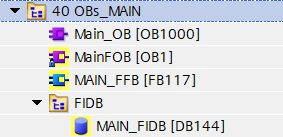 40 OBs_MAIN
Main_OB [OB1000]
MainFOB [OB1]
MAIN_FFB [FB117]
FIDB
MAIN_FIDB [DB144]